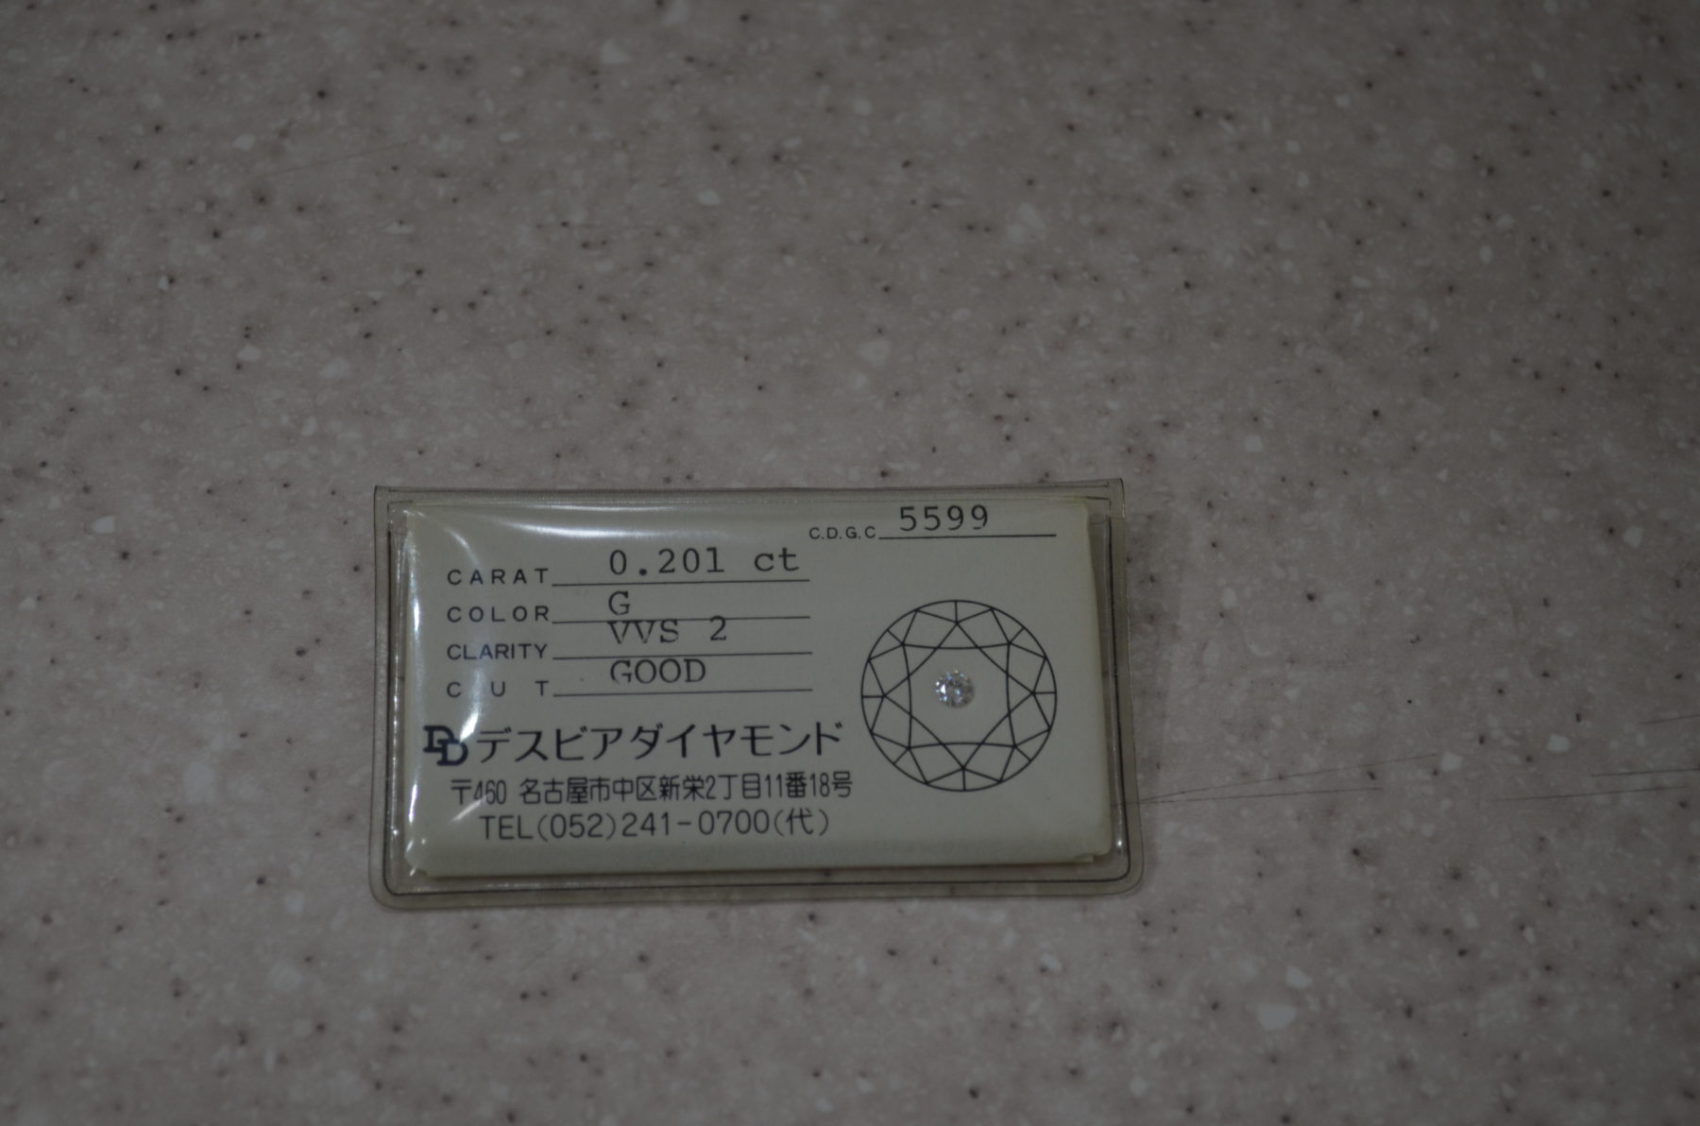 C.D.G.C 5599
CARAT 0.201 ct
COLOR G
CLARITY VVS 2
CUT GOOD
DD デスビアダイヤモンド
〒460 名古屋市中区新栄2丁目11番18号
TEL(052)241-0700(代)